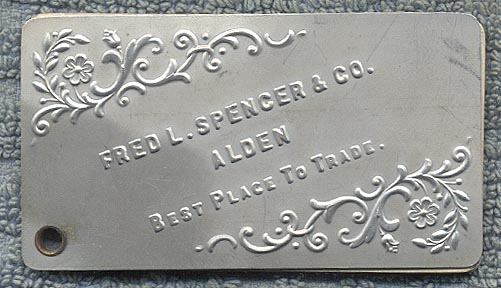 FRED L. SPENCER & CO.
ALDEN
BEST PLACE TO TRADE.